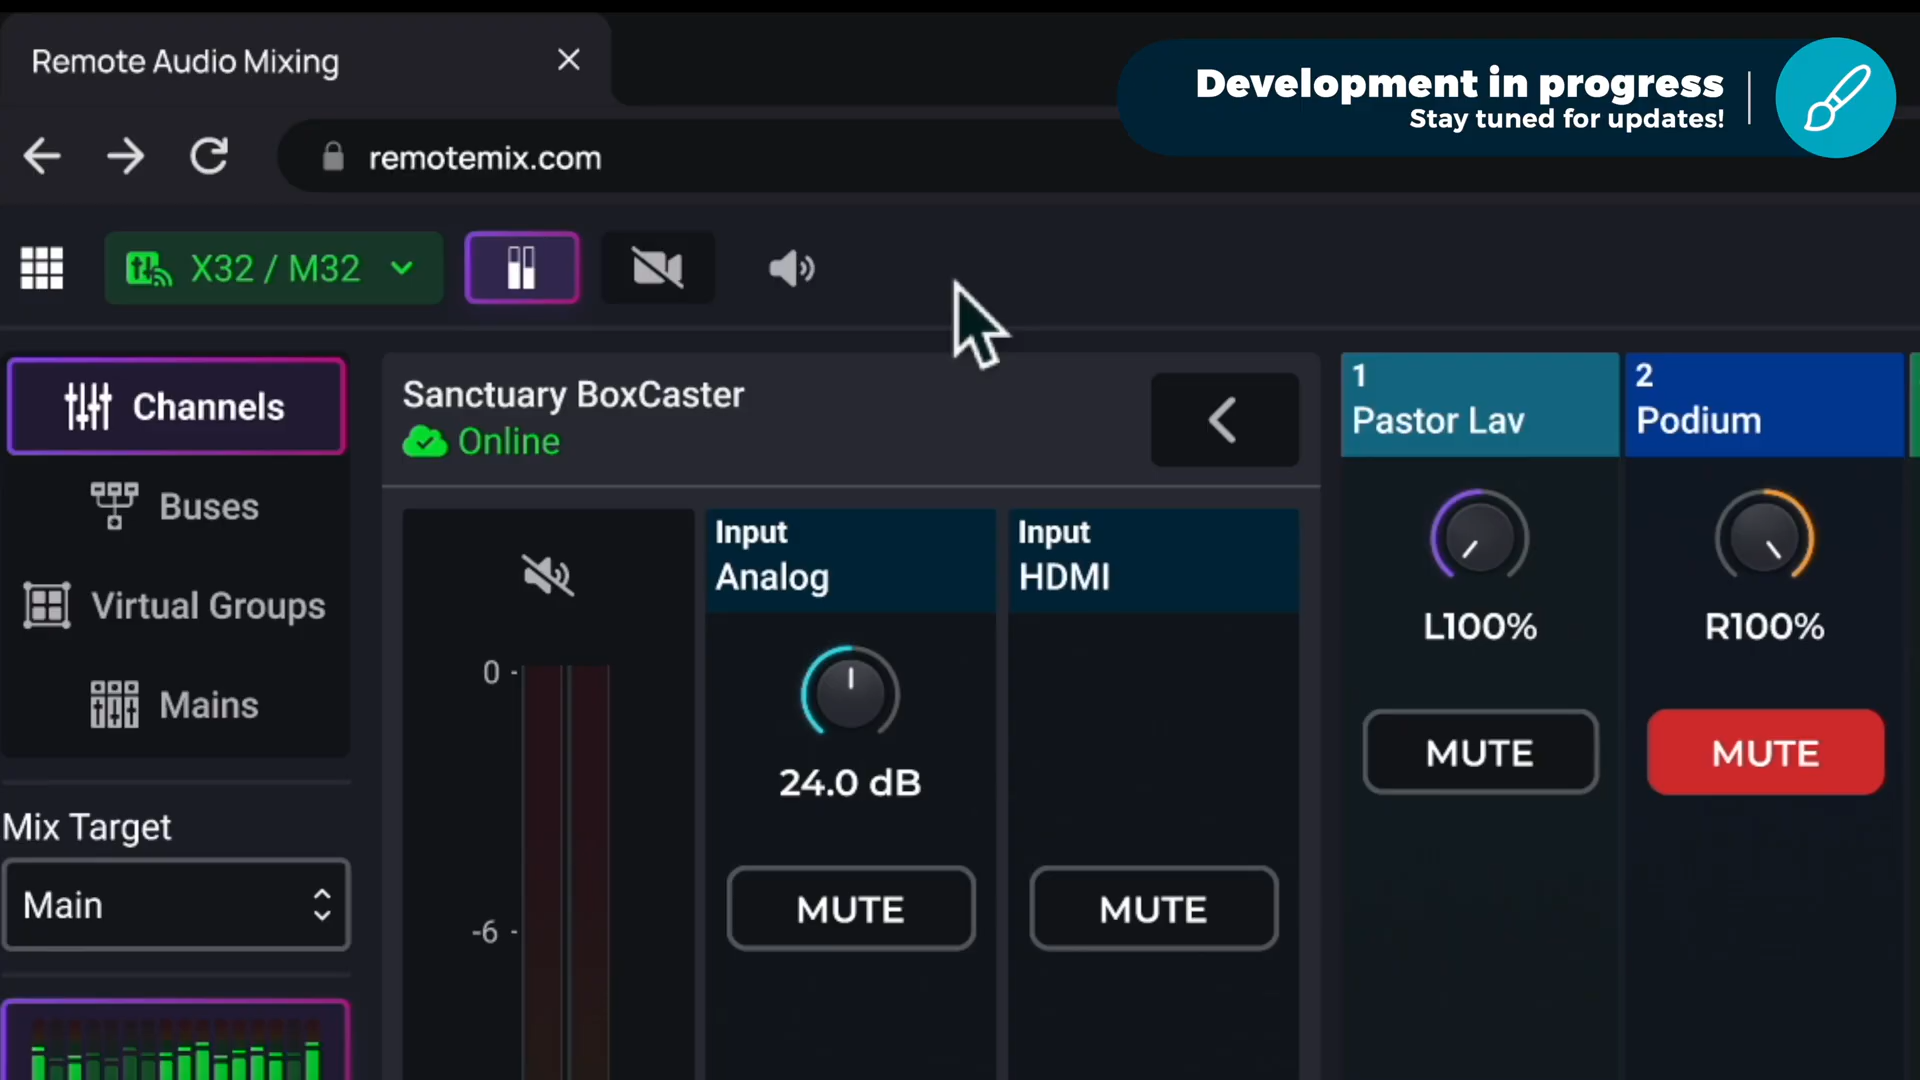 Remote Audio Mixing
Development in progress
Stay tuned for updates!
remotemix.com
X32 / M32
Channels
Buses
Virtual Groups
Mains
Mix Target
Main
Sanctuary BoxCaster
Online
0 -
-6 -
Input
Analog
24.0 dB
MUTE
Input
HDMI
MUTE
1
Pastor Lav
L100%
MUTE
2
Podium
R100%
MUTE